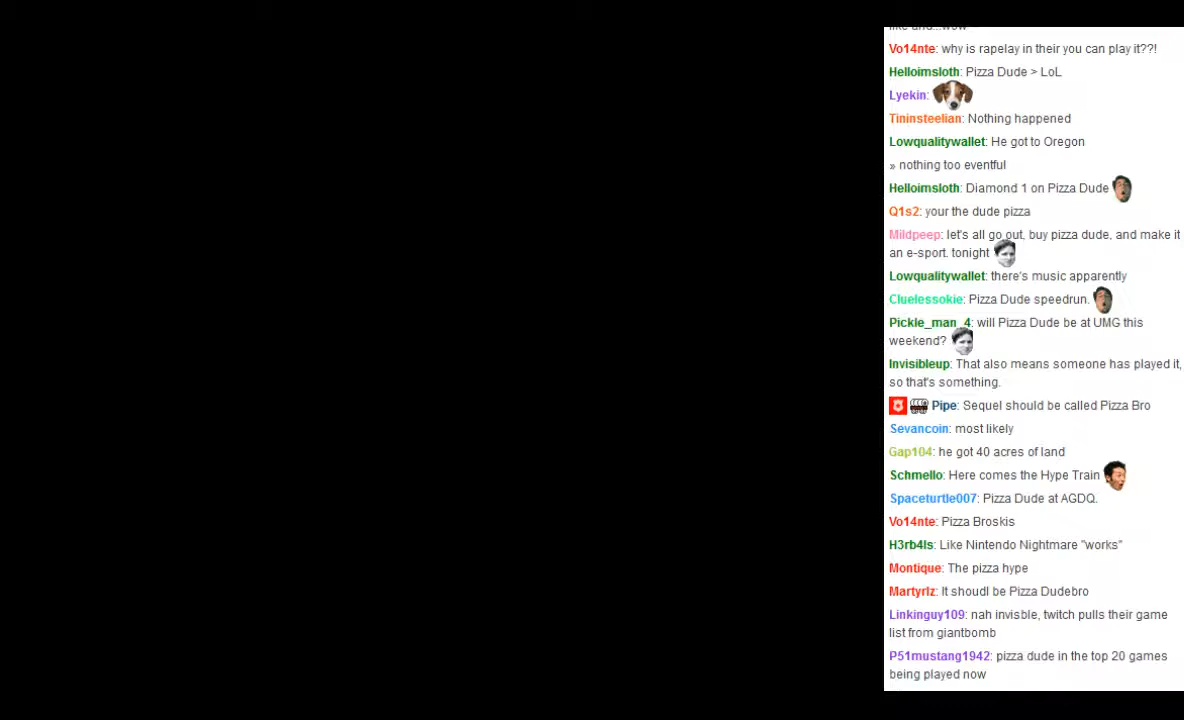 like and...wow
Vo14nte: why is rapelay in their you can play it??!
Helloimsloth: Pizza Dude > LoL
Lyekin:
Tininsteelian: Nothing happened
Lowqualitywallet: He got to Oregon
» nothing too eventful
Helloimsloth: Diamond 1 on Pizza Dude
Q1s2: your the dude pizza
Mildpeep: let's all go out, buy pizza dude, and make it
an e-sport. tonight
Lowqualitywallet: there's music apparently
Cluelessokie: Pizza Dude speedrun.
Pickle_man_4: will Pizza Dude be at UMG this
weekend?
Invisibleup: That also means someone has played it,
so that's something.
Pipe: Sequel should be called Pizza Bro
Sevancoin: most likely
Gap104: he got 40 acres of land
Schmello: Here comes the Hype Train
Spaceturtle007: Pizza Dude at AGDQ.
Vo14nte: Pizza Broskis
H3rb4ls: Like Nintendo Nightmare "works"
Montique: The pizza hype
Martyrlz: It shoudl be Pizza Dudebro
Linkinguy109: nah invisble, twitch pulls their game
list from giantbomb
P51mustang1942: pizza dude in the top 20 games
being played now